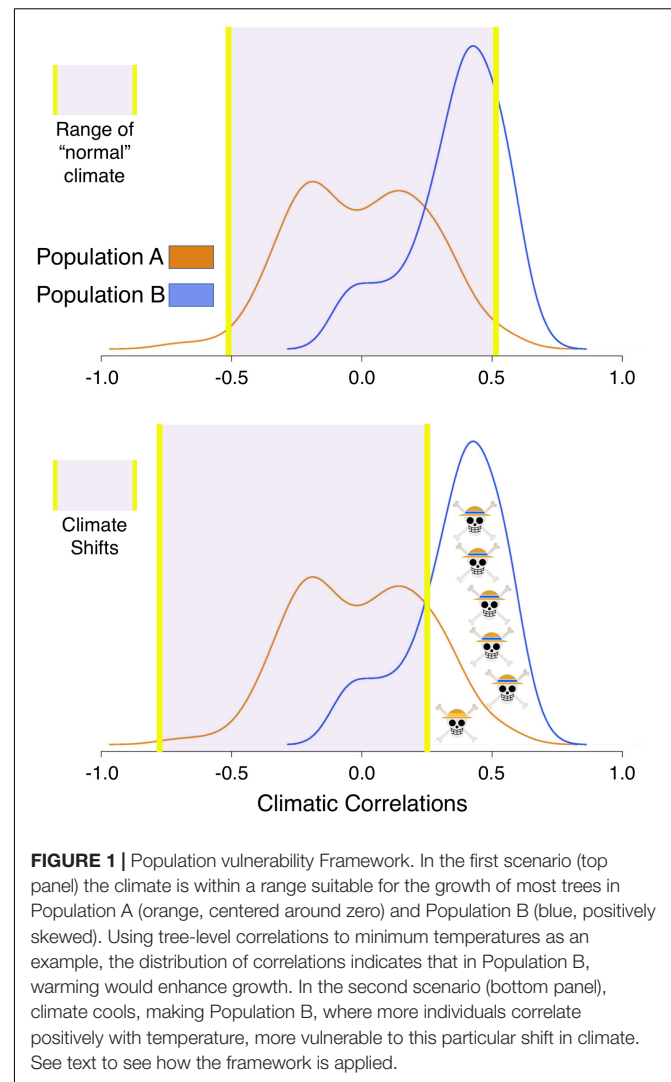 Range of
“normal”
climate
Population A
Population B
-1.0 -0.5 0.0 0.5 1.0
Climate
Shifts
-1.0 -0.5 0.0 0.5 1.0
Climatic Correlations
FIGURE 1 | Population vulnerability Framework. In the first scenario (top
panel) the climate is within a range suitable for the growth of most trees in
Population A (orange, centered around zero) and Population B (blue, positively
skewed). Using tree-level correlations to minimum temperatures as an
example, the distribution of correlations indicates that in Population B,
warming would enhance growth. In the second scenario (bottom panel),
climate cools, making Population B, where more individuals correlate
positively with temperature, more vulnerable to this particular shift in climate.
See text to see how the framework is applied.